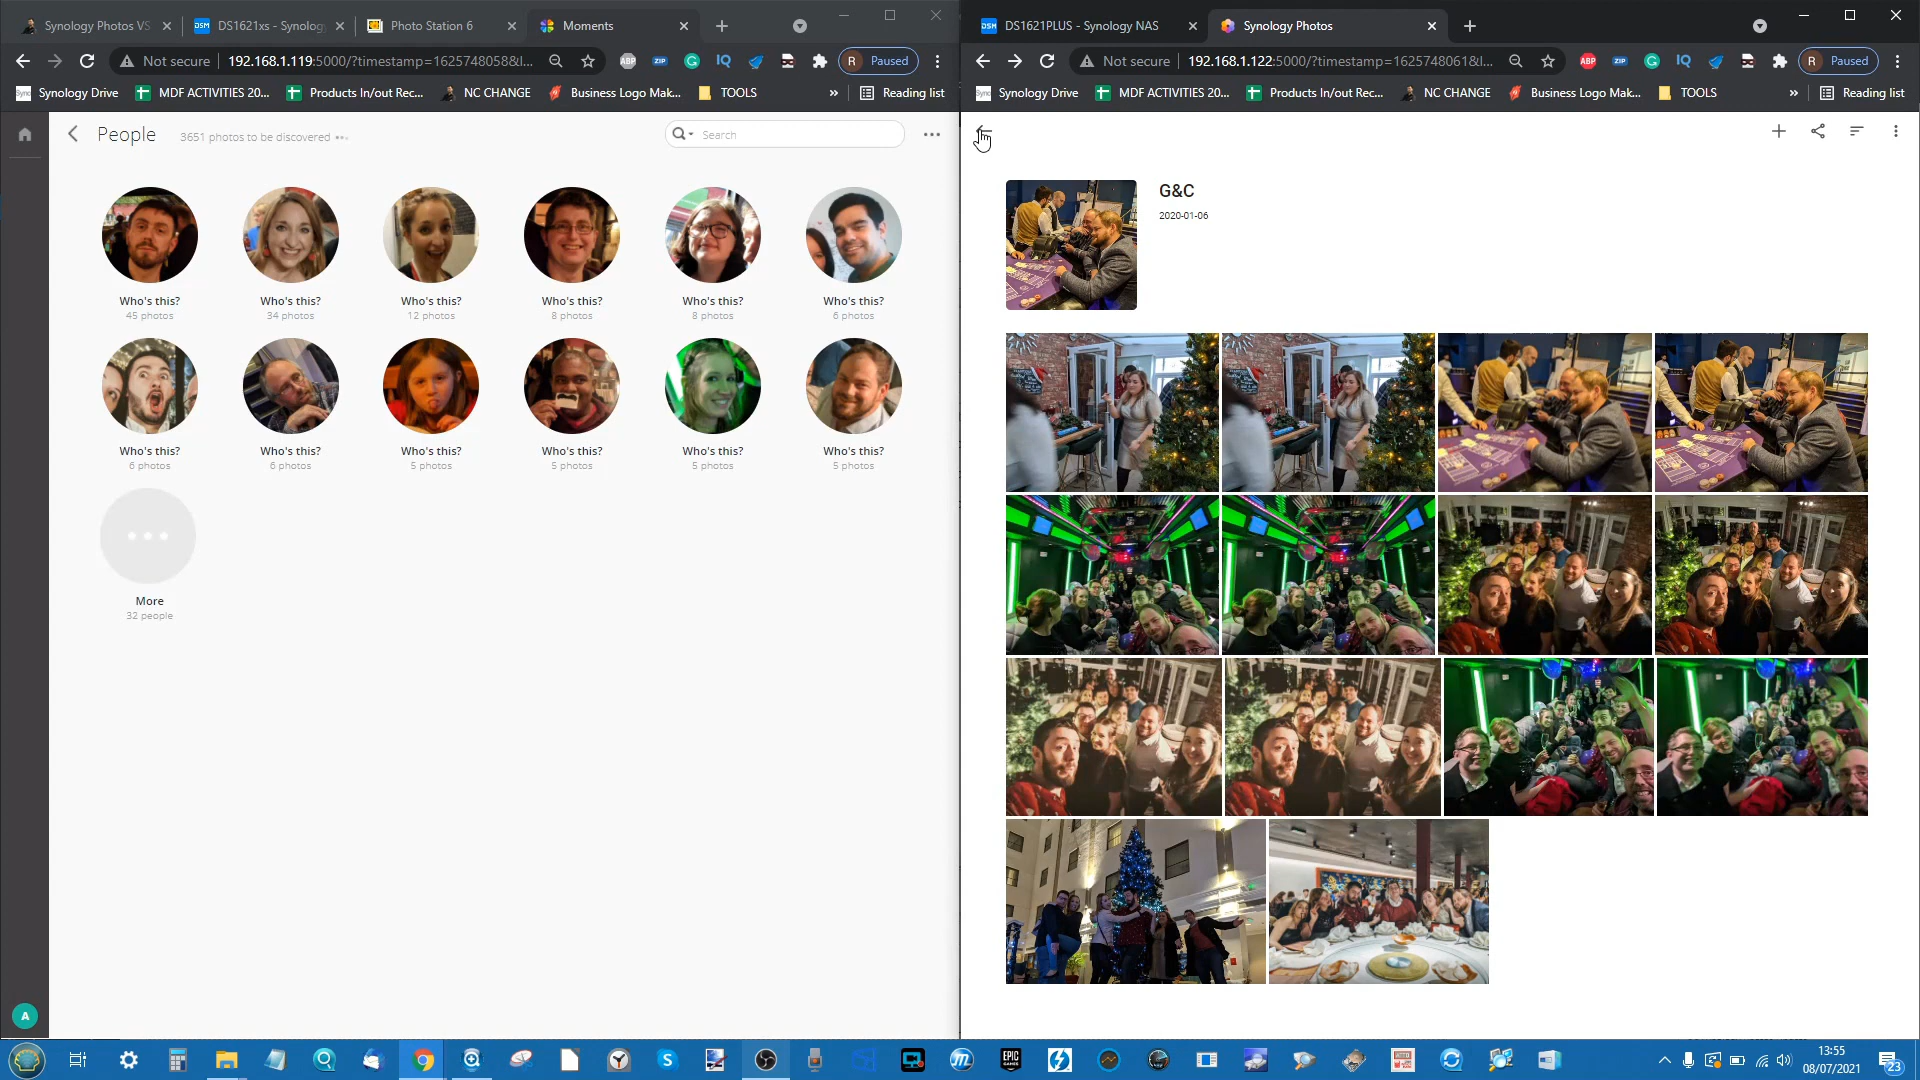 Synology Photos VS
DS1621xs - Synology
Photo Station 6
Moments
Not secure
192.168.1.119:5000/?timestamp=1625748058&l...
R Paused
Synology Drive
MDF ACTIVITIES 20...
Products In/out Rec...
NC CHANGE
Business Logo Mak...
TOOLS
»
Reading list
People
3651 photos to be discovered
Search
Who's this?
45 photos
Who's this?
34 photos
Who's this?
12 photos
Who's this?
8 photos
Who's this?
8 photos
Who's this?
6 photos
Who's this?
6 photos
Who's this?
6 photos
Who's this?
5 photos
Who's this?
5 photos
Who's this?
5 photos
Who's this?
5 photos
More
32 people
A
DS1621PLUS - Synology NAS
Synology Photos
Not secure
192.168.1.122:5000/?timestamp=1625748061&l...
R Paused
Synology Drive
MDF ACTIVITIES 20...
Products In/out Rec...
NC CHANGE
Business Logo Mak...
TOOLS
»
Reading list
G&C
2020-01-06
13:55
08/07/2021
23